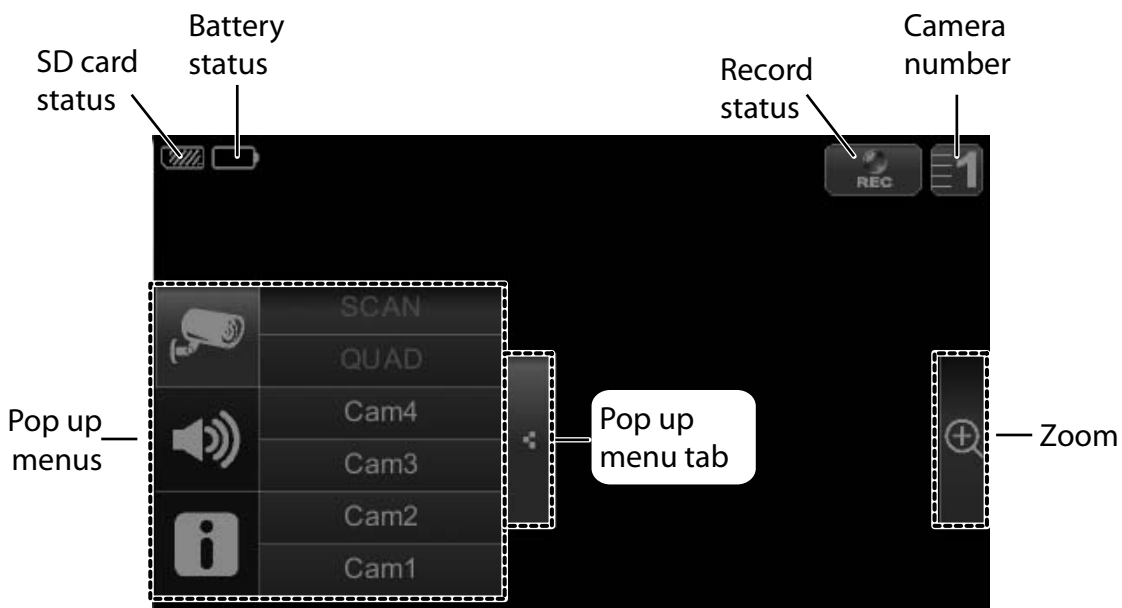 Battery
status
SD card
status
Camera
number
Record
status
REC
1
SCAN
QUAD
Cam4
Cam3
Cam2
Cam1
Pop up
menus
Pop up
menu tab
Zoom